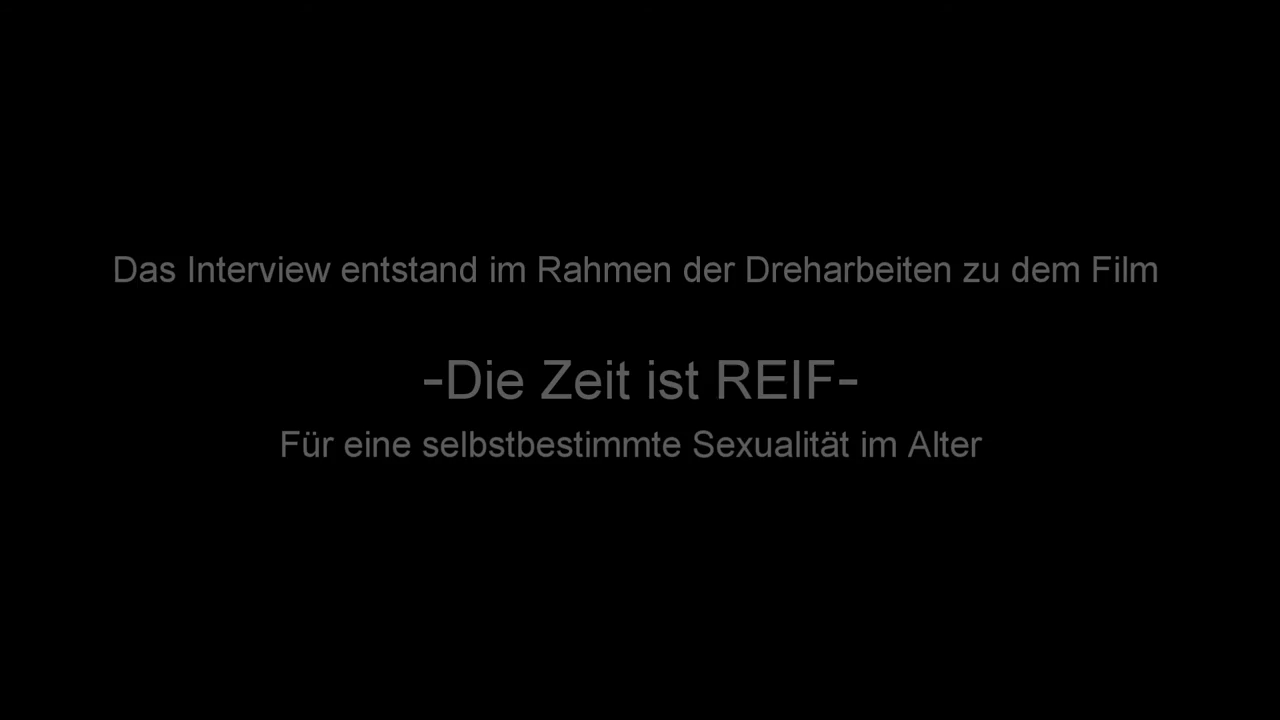 Das Interview entstand im Rahmen der Dreharbeiten zu dem Film
-Die Zeit ist REIF-
Für eine selbstbestimmte Sexualität im Alter